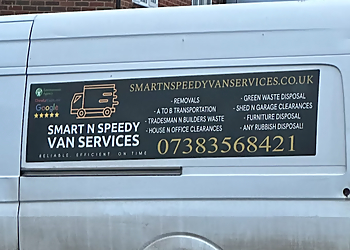 SMARTNSPEEDYVANSERVICES.CO.UK
Google
SMART N SPEEDY
VAN SERVICES
RELIABLE. EFFICIENT. ON TIME
- REMOVALS
- A TO B TRANSPORTATION
- TRADESMAN N BUILDERS WASTE
- HOUSE N OFFICE CLEARANCES
- GREEN WASTE DISPOSAL
- SHED N GARAGE CLEARANCES
- FURNITURE DISPOSAL
- ANY RUBBISH DISPOSAL!
07383568421